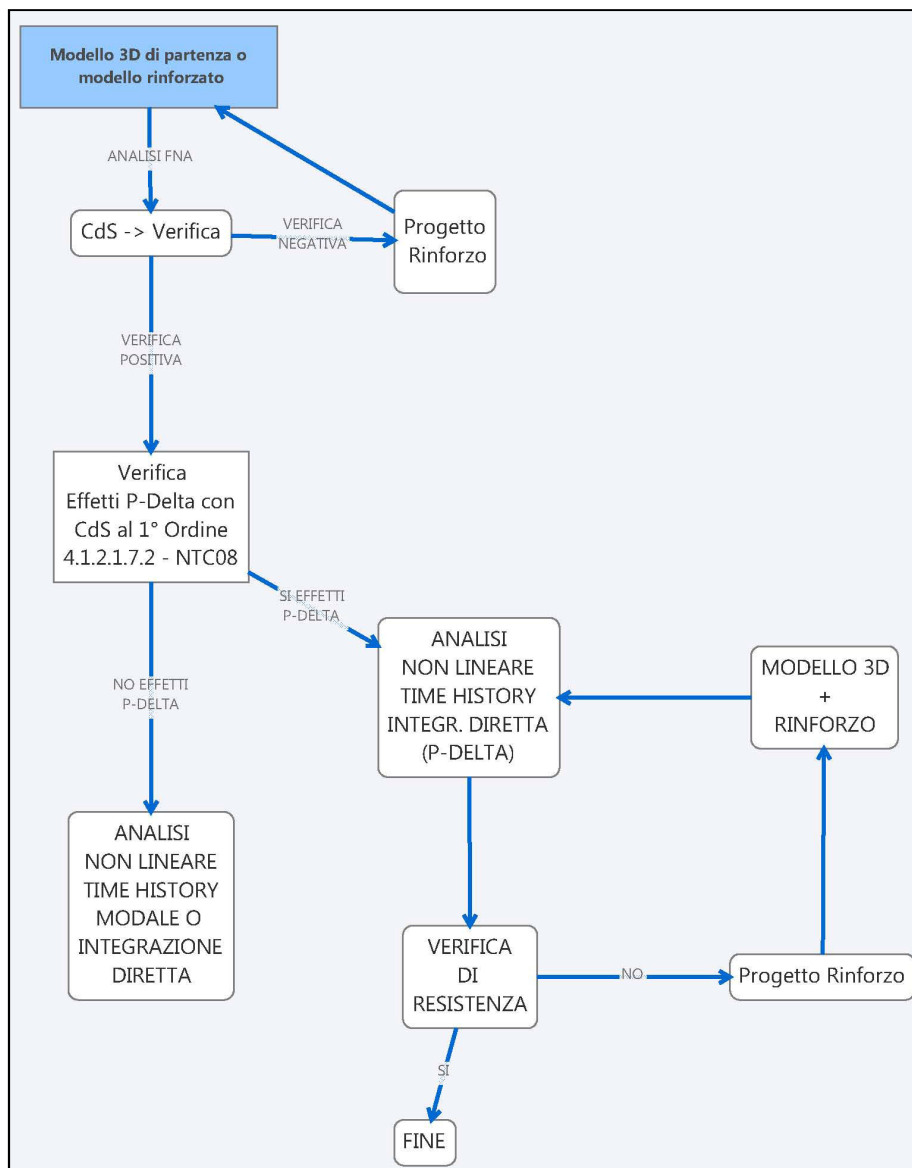 Modello 3D di partenza o
modello rinforzato
ANALISI FNA
CdS -> Verifica
VERIFICA
NEGATIVA
Progetto
Rinforzo
VERIFICA
POSITIVA
Verifica
Effetti P-Delta con
CdS al 1° Ordine
4.1.2.1.7.2 - NTC08
SI EFFETTI
P-DELTA
NO EFFETTI
P-DELTA
ANALISI
NON LINEARE
TIME HISTORY
INTEGR. DIRETTA
(P-DELTA)
MODELLO 3D
+
RINFORZO
ANALISI
NON LINEARE
TIME HISTORY
MODALE O
INTEGRAZIONE
DIRETTA
VERIFICA
DI
RESISTENZA
NO
Progetto Rinforzo
SI
FINE